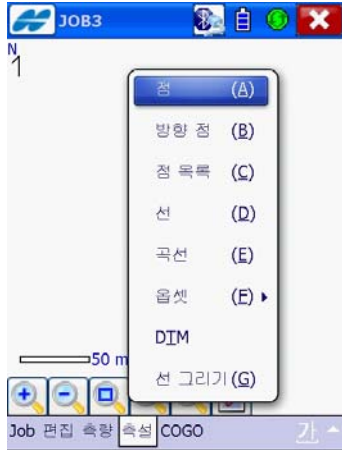 JOB3
N
1
점 (A)
방향 점 (B)
점 목록 (C)
선 (D)
곡선 (E)
옵셋 (F)
DTM
선 그리기 (G)
50 m
Job 편집 측량 측설 COGO 가